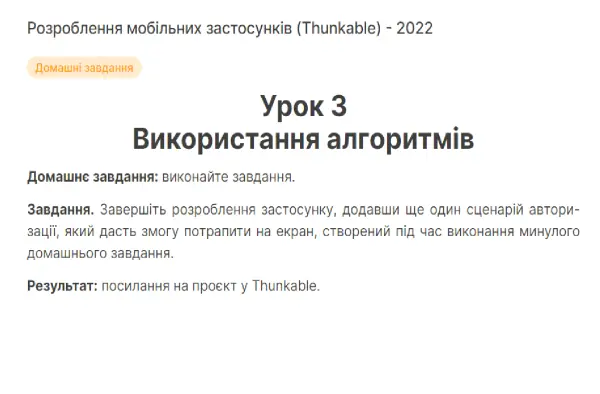 Розроблення мобільних застосунків (Thunkable) - 2022
Домашні завдання
Урок 3
Використання алгоритмів
Домашнє завдання: виконайте завдання.
Завдання. Завершіть розроблення застосунку, додавши ще один сценарій автори-
зації, який дасть змогу потрапити на екран, створений під час виконання минулого
домашнього завдання.
Результат: посилання на проєкт у Thunkable.